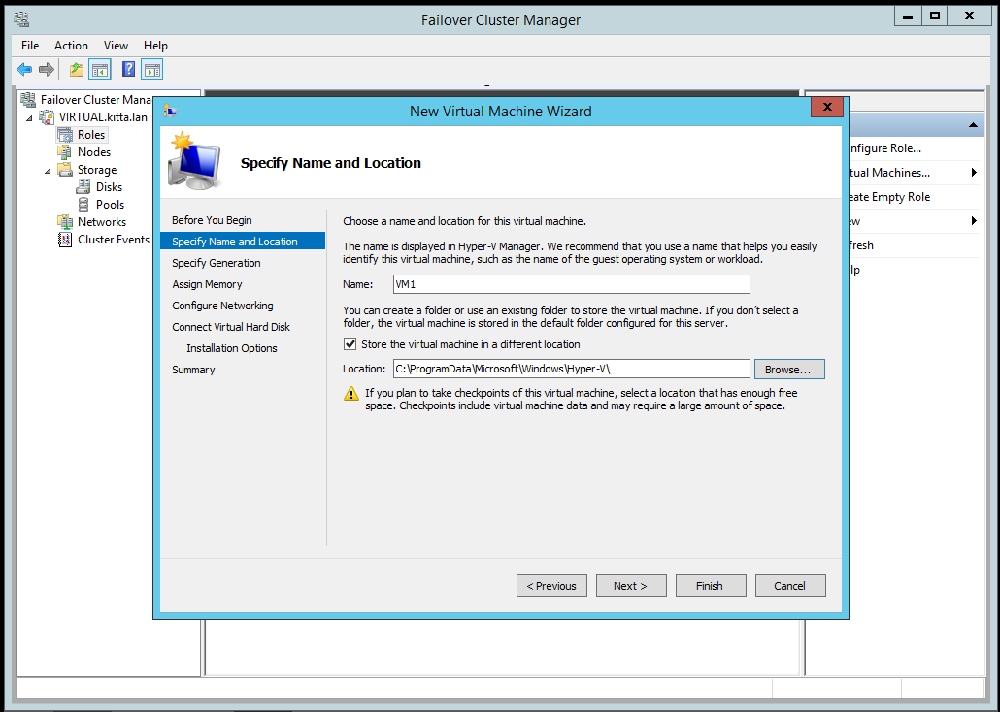 Failover Cluster Manager
File Action View Help
Failover Cluster Mana
VIRTUAL.kitta.lan
Roles
Nodes
Storage
Disks
Pools
Networks
Cluster Events
New Virtual Machine Wizard
Specify Name and Location
Before You Begin
Specify Name and Location
Specify Generation
Assign Memory
Configure Networking
Connect Virtual Hard Disk
Installation Options
Summary
Choose a name and location for this virtual machine.
The name is displayed in Hyper-V Manager. We recommend that you use a name that helps you easily
identify this virtual machine, such as the name of the guest operating system or workload.
Name: VM1
You can create a folder or use an existing folder to store the virtual machine. If you don't select a
folder, the virtual machine is stored in the default folder configured for this server.
Store the virtual machine in a different location
Location: C:\ProgramData\Microsoft\Windows\Hyper-V\ Browse...
If you plan to take checkpoints of this virtual machine, select a location that has enough free
space. Checkpoints include virtual machine data and may require a large amount of space.
< Previous Next > Finish Cancel
nfigure Role...
tual Machines...
eate Empty Role
ew
fresh
elp